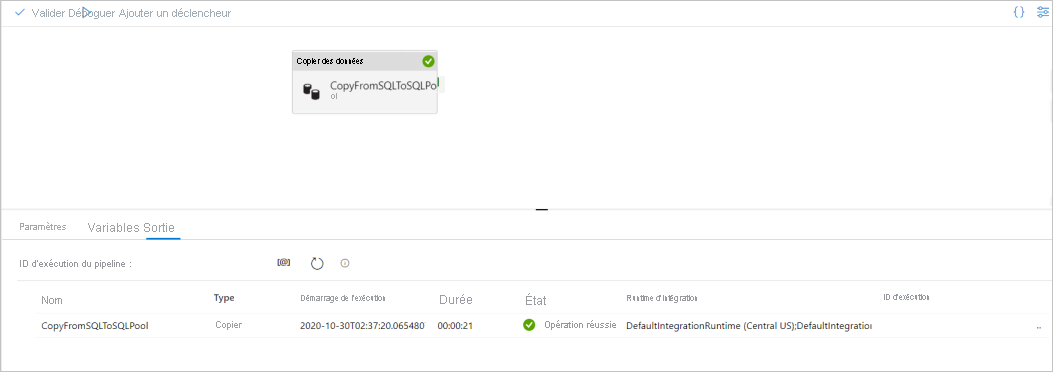 Valider Déboguer Ajouter un déclencheur
{}
Copier des données
CopyFromSQLToSQLPo
ol
Paramètres Variables Sortie
ID d'exécution du pipeline :
[@]
Nom Type Démarrage de l'exécution Durée État Runtime d'intégration ID d'exécution
CopyFromSQLToSQLPool Copier 2020-10-30T02:37:20.065480 00:00:21 Opération réussie DefaultIntegrationRuntime (Central US);DefaultIntegration ..